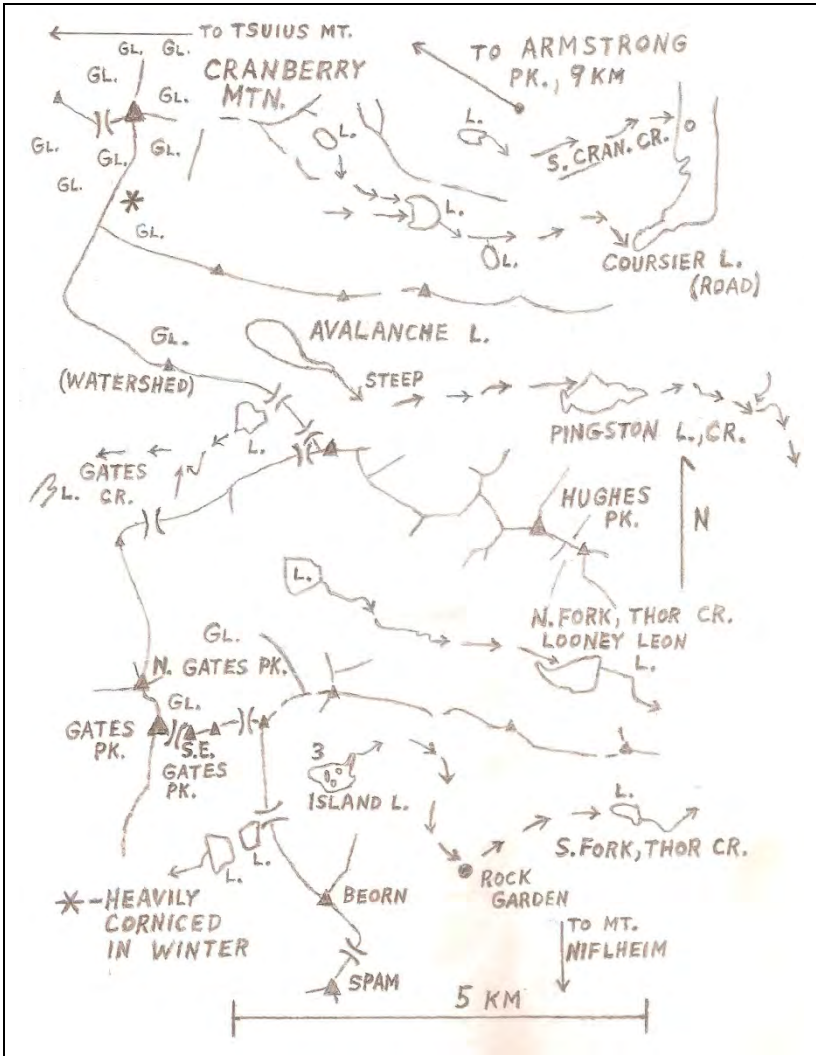 TO TSUIUS MT.
GL. GL.
GL.
CRANBERRY
MTN.
GL.
TO ARMSTRONG
PK., 9 KM
L.
L.
S. CRAN. CR.
GL.
GL.
GL.
GL.
*
L.
GL.
L.
COURSIER L.
(ROAD)
AVALANCHE L.
GL.
(WATERSHED)
STEEP
L.
PINGSTON L., CR.
GATES
CR.
L.
N
HUGHES
PK.
N
L.
N. FORK, THOR CR.
LOONEY LEON
L.
GL.
N. GATES PK.
GL.
GATES
PK.
S.E.
GATES
PK.
3
ISLAND L.
L.
S. FORK, THOR CR.
L.
L.
ROCK
GARDEN
BEORN
* - HEAVILY
CORNICED
IN WINTER
TO MT.
NIFLHEIM
SPAM
5 KM